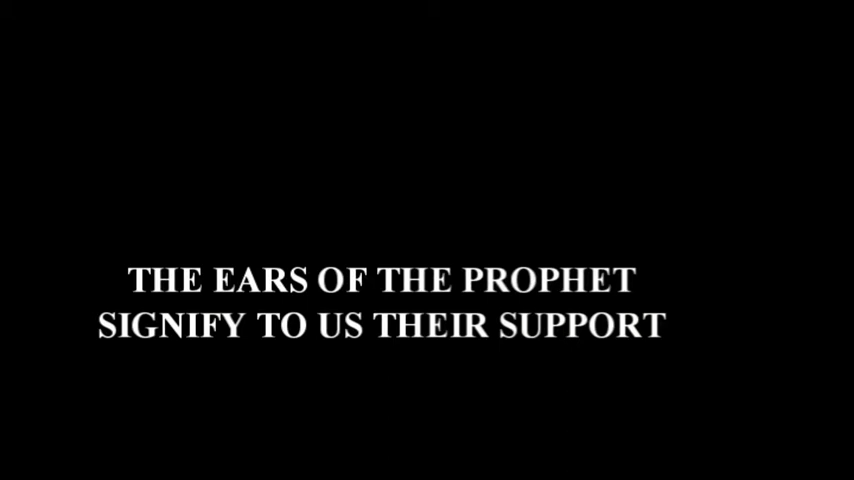 THE EARS OF THE PROPHET
SIGNIFY TO US THEIR SUPPORT